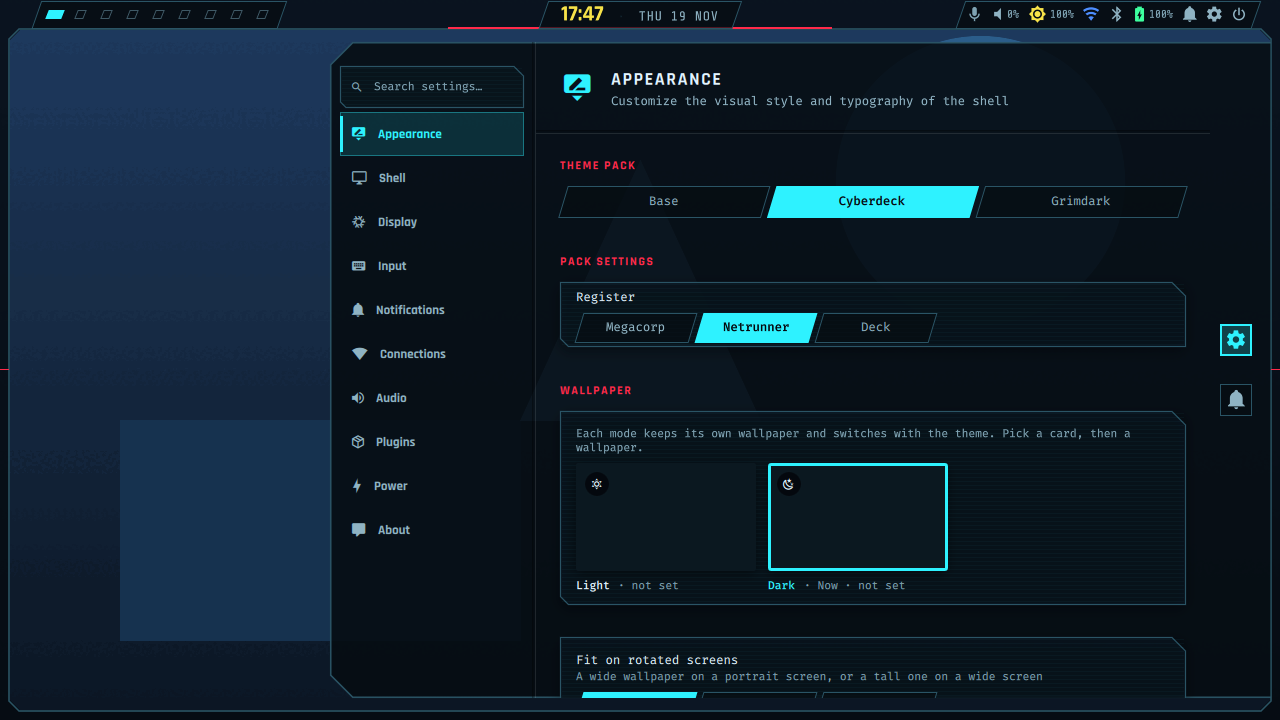 17:47
THU 19 NOV
0%
100%
100%
Search settings…
Appearance
Shell
Display
Input
Notifications
Connections
Audio
Plugins
Power
About
APPEARANCE
Customize the visual style and typography of the shell
THEME PACK
Base
Cyberdeck
Grimdark
PACK SETTINGS
Register
Megacorp
Netrunner
Deck
WALLPAPER
Each mode keeps its own wallpaper and switches with the theme. Pick a card, then a
wallpaper.
Light · not set
Dark · Now · not set
Fit on rotated screens
A wide wallpaper on a portrait screen, or a tall one on a wide screen